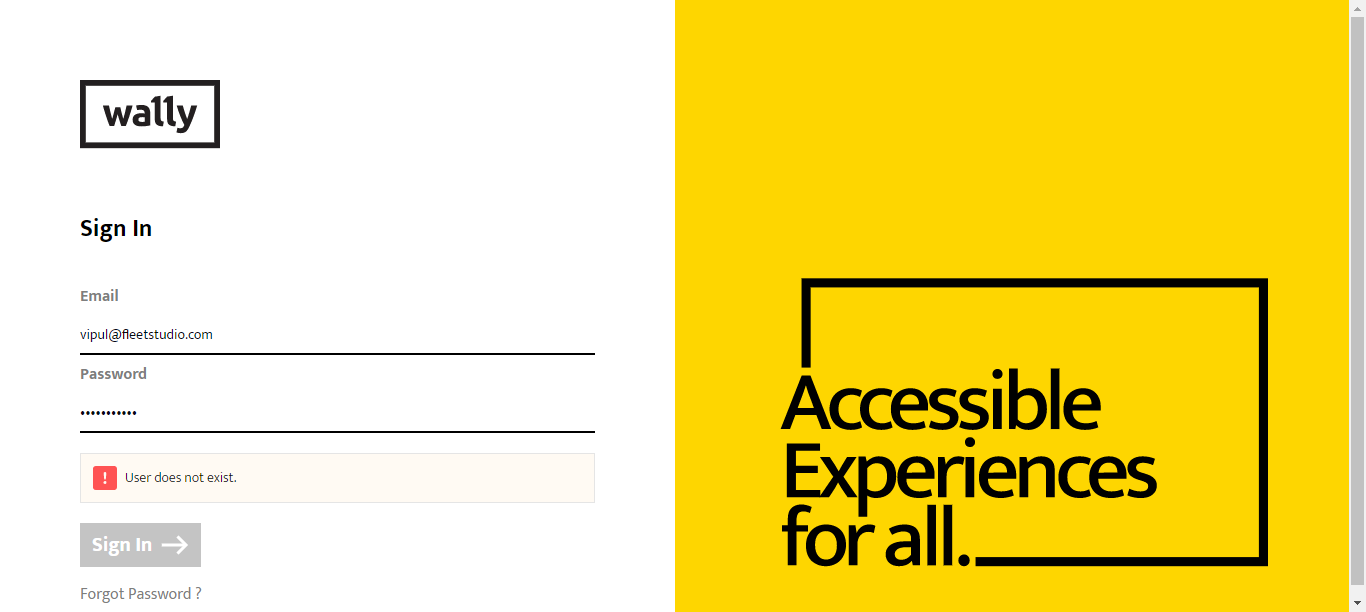 wally
Sign In
Email
vipul@fleetstudio.com
Password
•••••••••••
! User does not exist.
Sign In →
Forgot Password ?
Accessible
Experiences
for all.